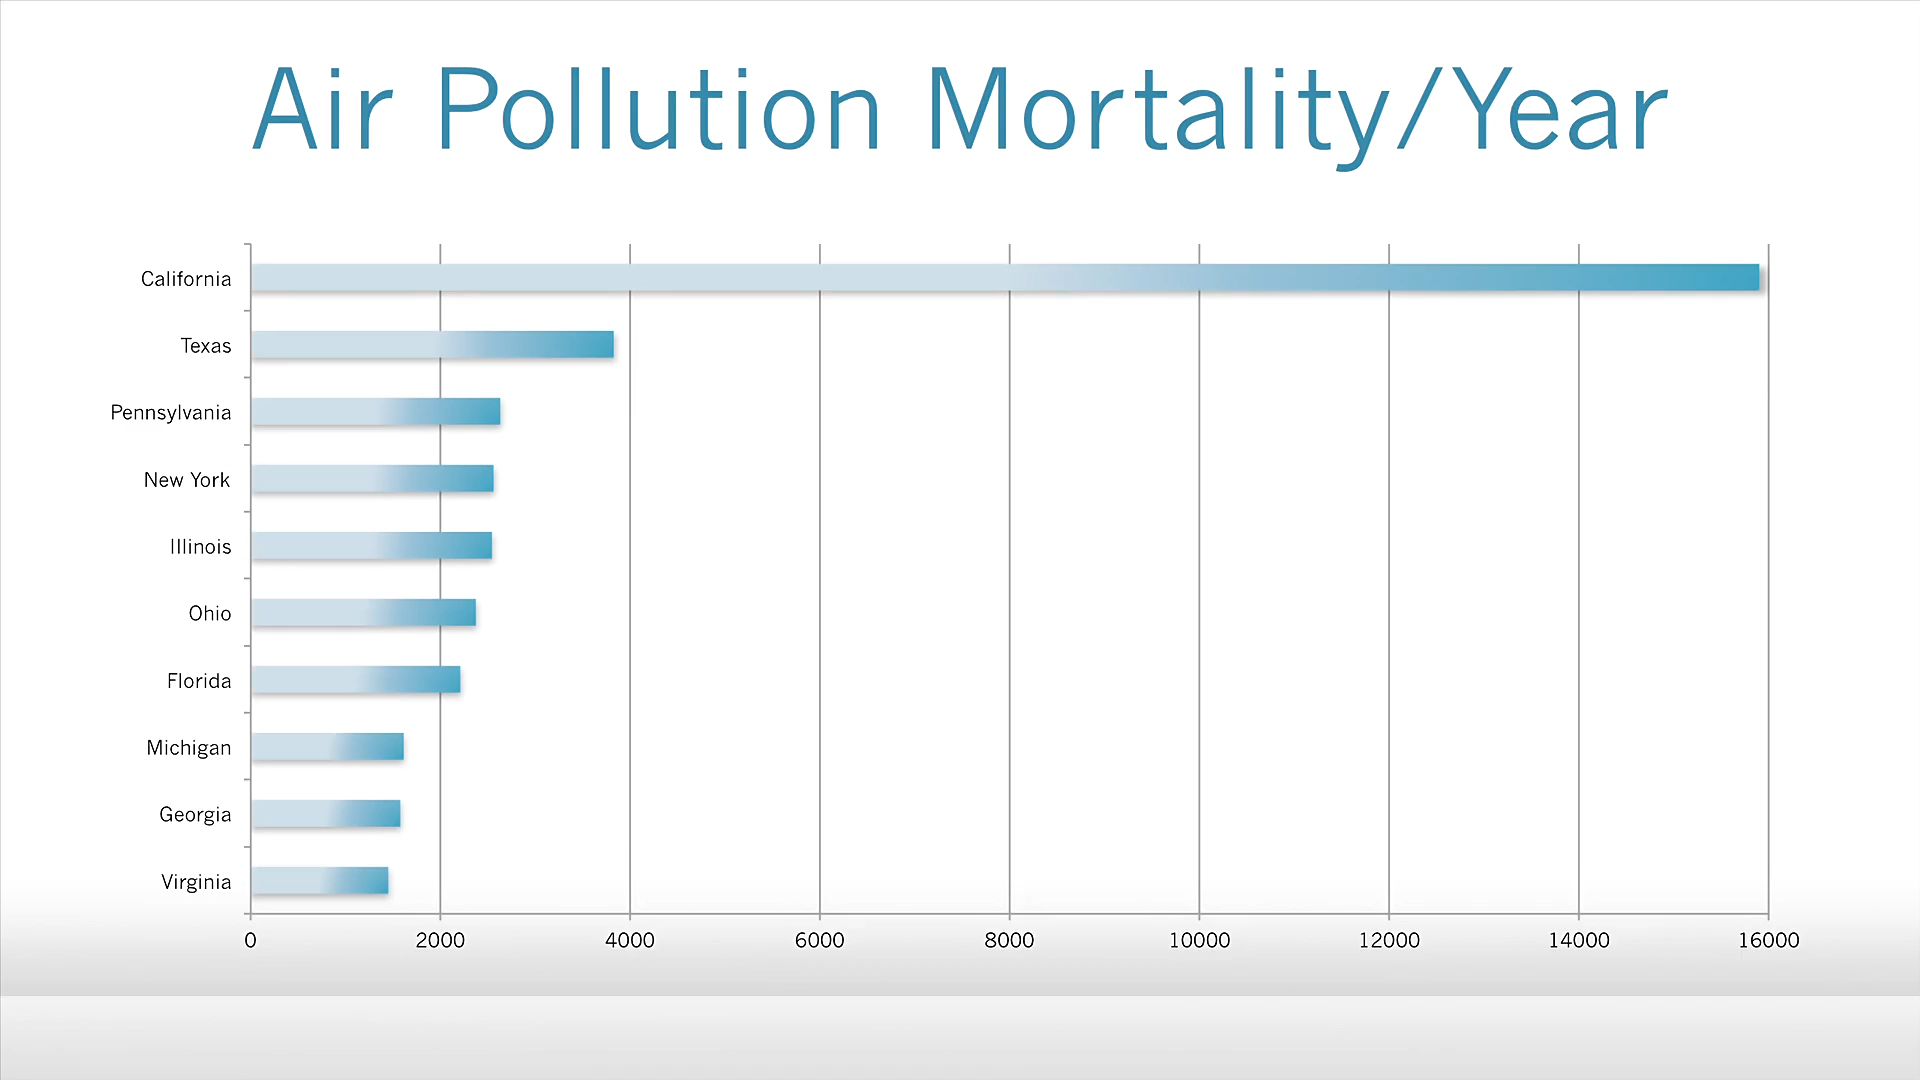 Air Pollution Mortality/Year
California
Texas
Pennsylvania
New York
Illinois
Ohio
Florida
Michigan
Georgia
Virginia
0 2000 4000 6000 8000 10000 12000 14000 16000